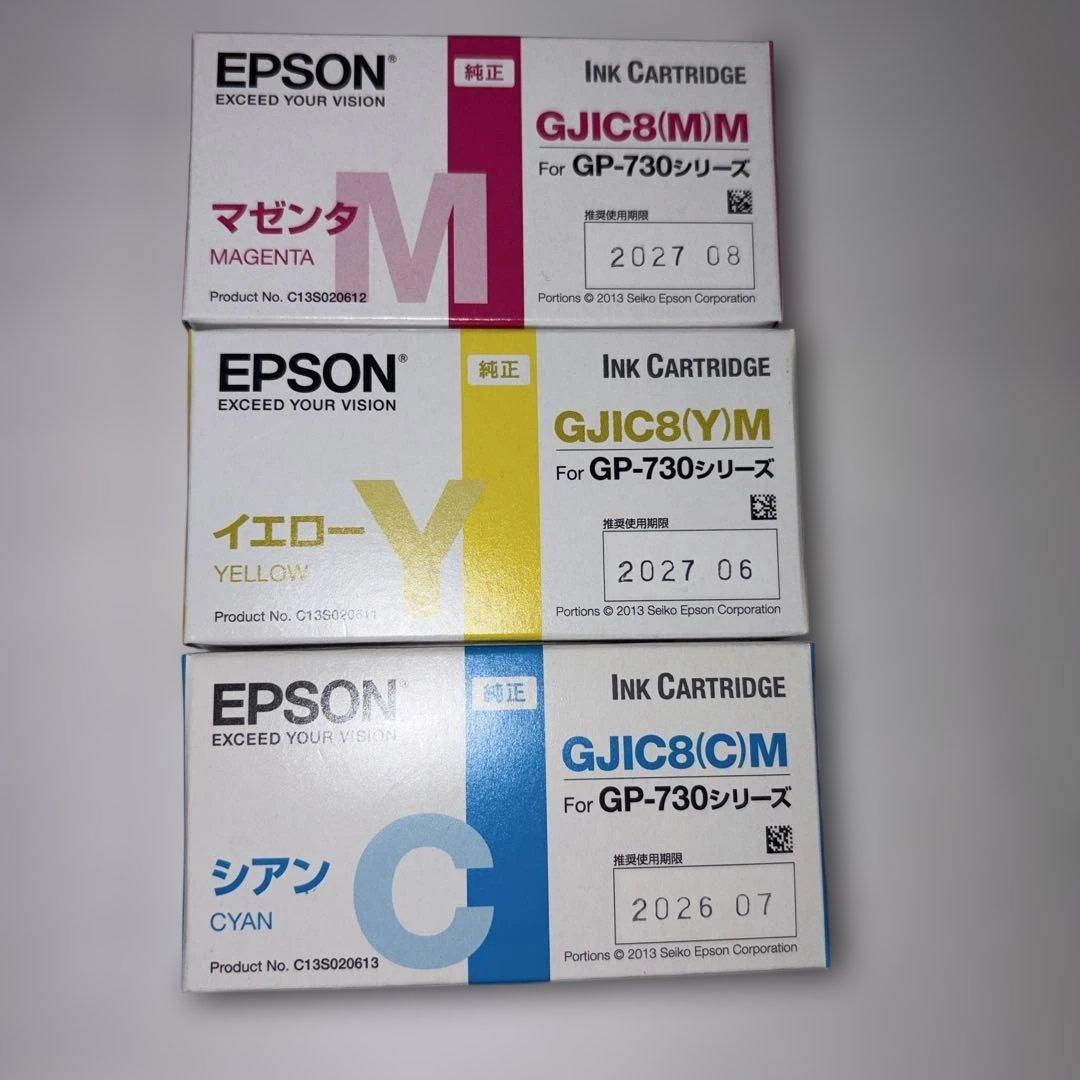 EPSON®
EXCEED YOUR VISION
純正
INK CARTRIDGE
GJIC8(M)M
For GP-730シリーズ
推奨使用期限
2027 08
M
マゼンタ
MAGENTA
Product No. C13S020612
Portions © 2013 Seiko Epson Corporation
EPSON®
EXCEED YOUR VISION
純正
INK CARTRIDGE
GJIC8(Y)M
For GP-730シリーズ
推奨使用期限
2027 06
Y
イエロー
YELLOW
Product No. C13S020611
Portions © 2013 Seiko Epson Corporation
EPSON®
EXCEED YOUR VISION
純正
INK CARTRIDGE
GJIC8(C)M
For GP-730シリーズ
推奨使用期限
2026 07
C
シアン
CYAN
Product No. C13S020613
Portions © 2013 Seiko Epson Corporation